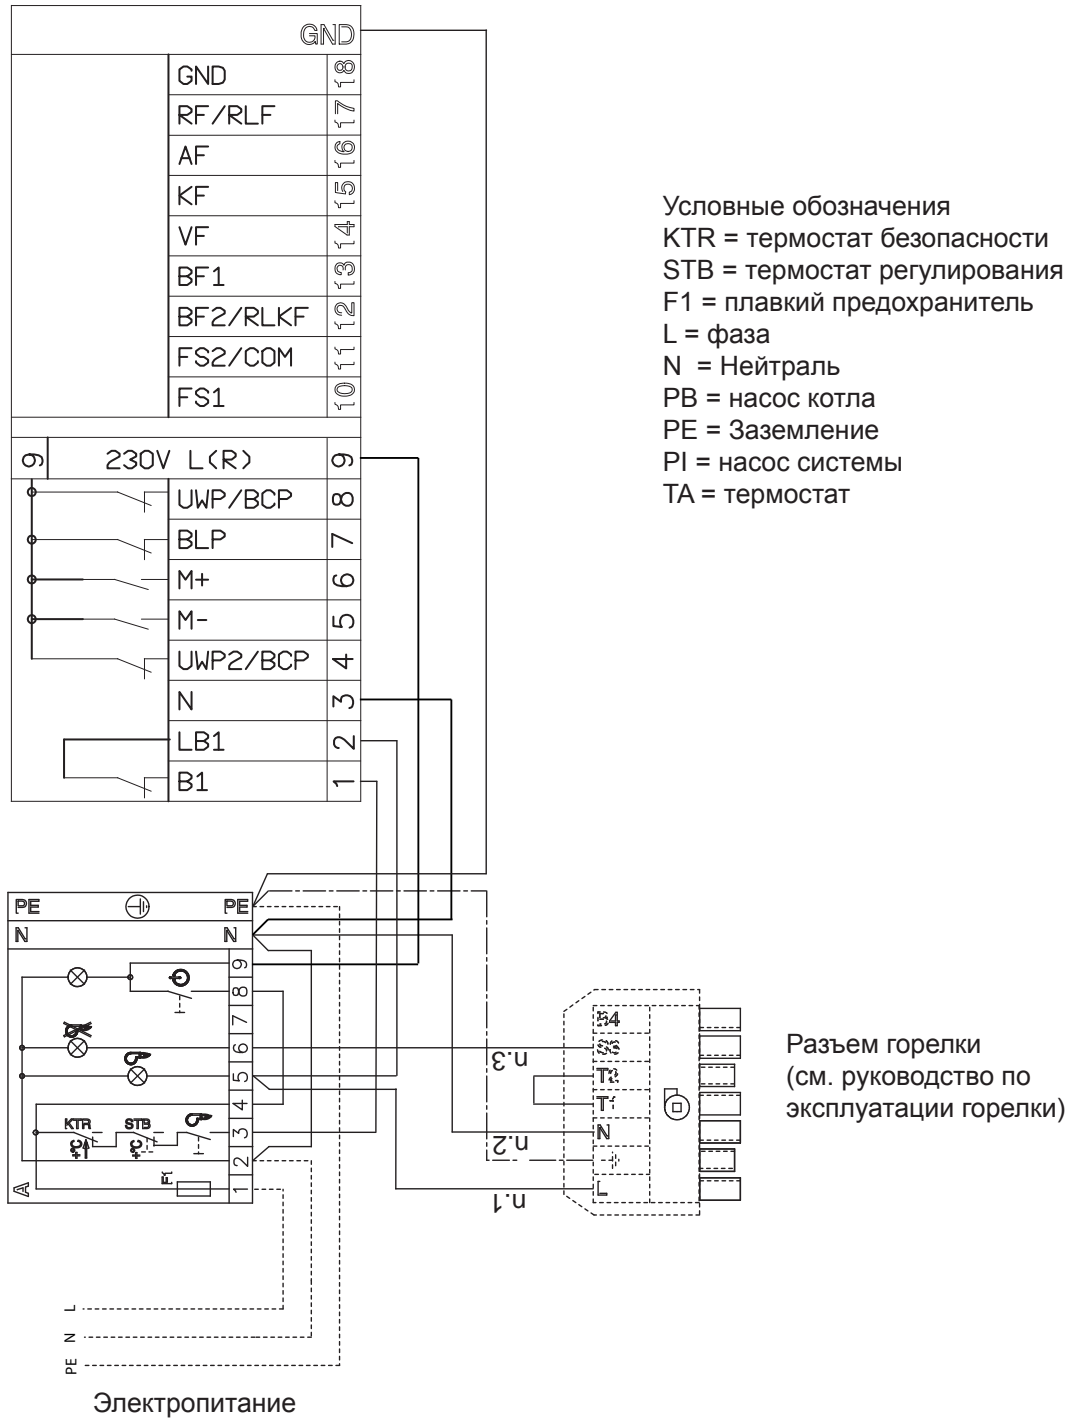 GND
GND 18
RF/RLF 17
AF 16
KF 15
VF 14
BF1 13
BF2/RLKF 12
FS2/COM 11
FS1 10
9 230V L(R) 9
UWP/BCP 8
BLP 7
M+ 6
M- 5
UWP2/BCP 4
N 3
LB1 2
B1 1
Условные обозначения
KTR = термостат безопасности
STB = термостат регулирования
F1 = плавкий предохранитель
L = фаза
N = Нейтраль
PB = насос котла
PE = Заземление
PI = насос системы
TA = термостат
PE PE
N N
9
8
7
6
5
4
KTR STB 3
+°C +°C
2
A F1 1
n.3
n.2
n.1
B4
S3
T2
T1
N
L
Разъем горелки
(см. руководство по
эксплуатации горелки)
L
N
PE
Электропитание